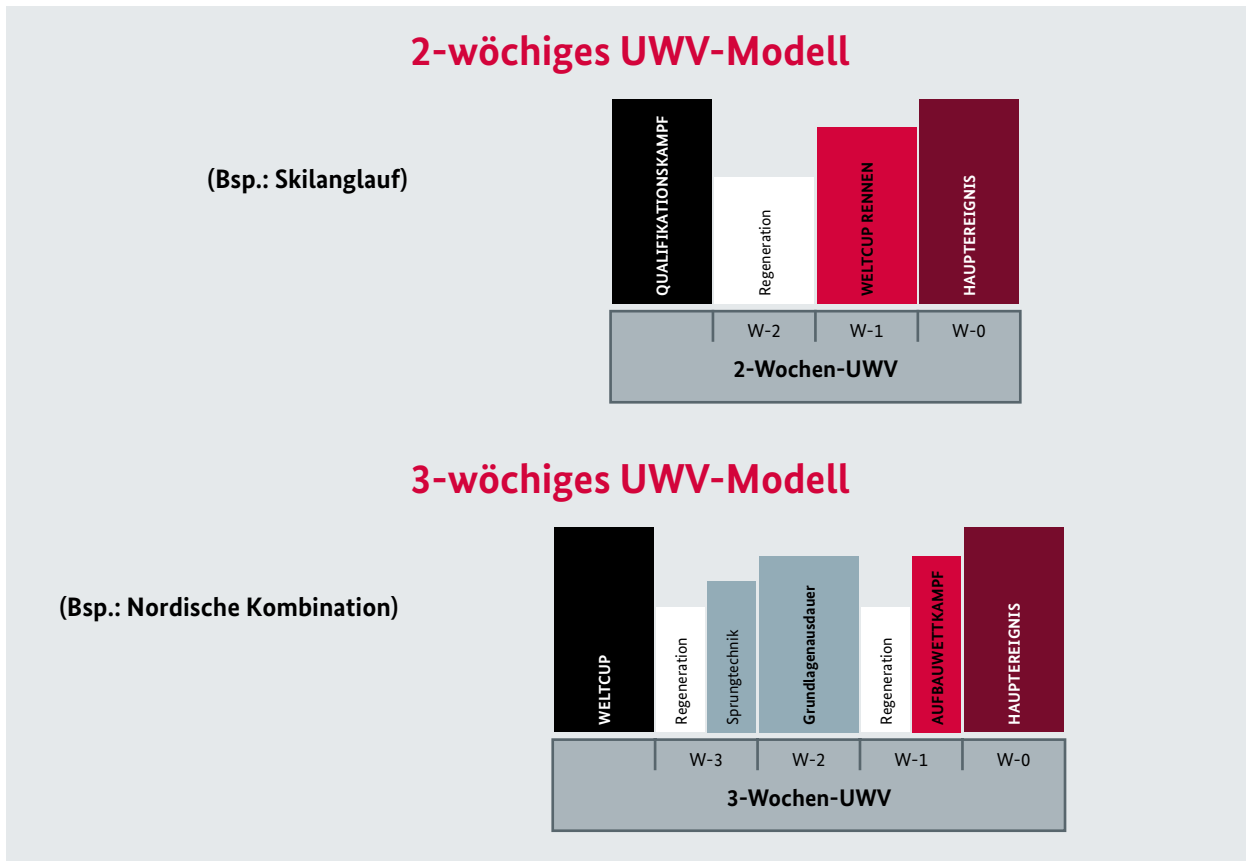 2-wöchiges UWV-Modell
(Bsp.: Skilanglauf)
QUALIFIKATIONSKAMPF
Regeneration
WELTCUP RENNEN
HAUPTEREIGNIS
W-2
W-1
W-0
2-Wochen-UWV
3-wöchiges UWV-Modell
(Bsp.: Nordische Kombination)
WELTCUP
Regeneration
Sprungtechnik
Grundlagenausdauer
Regeneration
AUFBAUWETTKAMPF
HAUPTEREIGNIS
W-3
W-2
W-1
W-0
3-Wochen-UWV